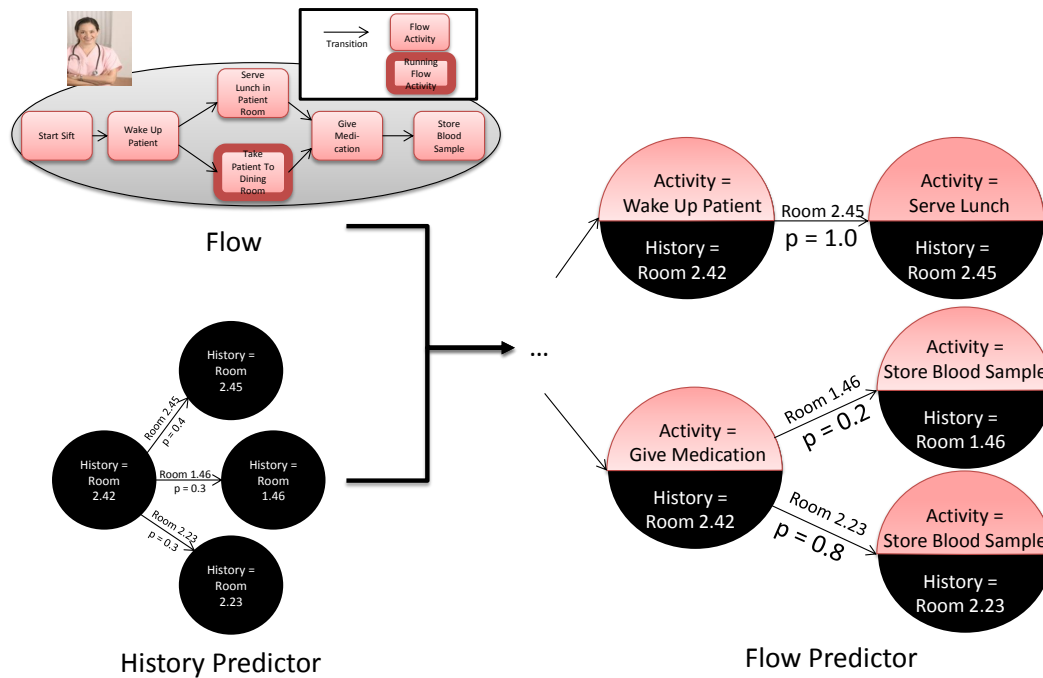 Transition
Flow
Activity
Running
Flow
Activity
Start Sift
Wake Up
Patient
Serve
Lunch in
Patient
Room
Take
Patient To
Dining
Room
Give
Medi-
cation
Store
Blood
Sample
Flow
History =
Room
2.42
Room 2.45
p = 0.4
History =
Room
2.45
Room 1.46
p = 0.3
History =
Room
1.46
Room 2.23
p = 0.3
History =
Room
2.23
History Predictor
...
Activity =
Wake Up Patient
History =
Room 2.42
Room 2.45
p = 1.0
Activity =
Serve Lunch
History =
Room 2.45
Activity =
Give Medication
History =
Room 2.42
Room 1.46
p = 0.2
Activity =
Store Blood Sample
History =
Room 1.46
Room 2.23
p = 0.8
Activity =
Store Blood Sample
History =
Room 2.23
Flow Predictor